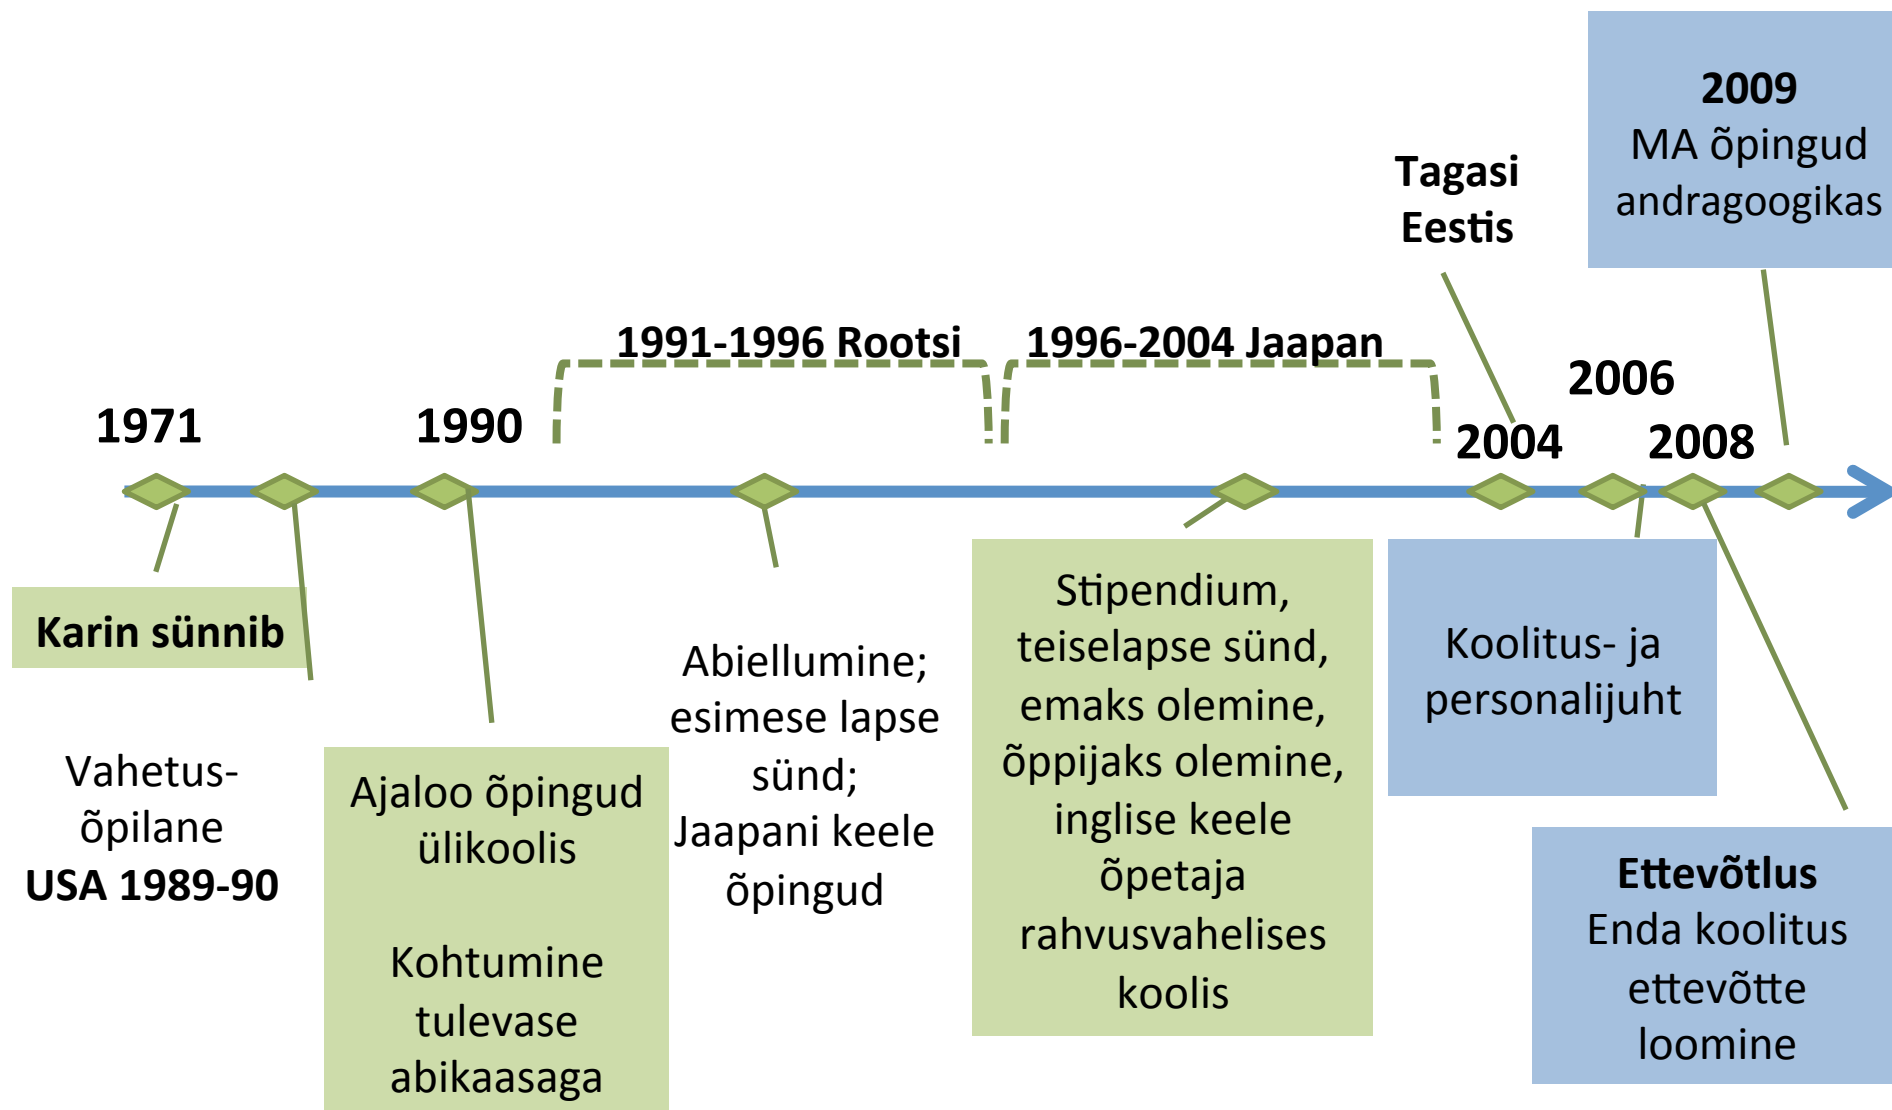 2009
MA õpingud
andragoogikas
Tagasi
Eestis
1991-1996 Rootsi
1996-2004 Jaapan
1971
1990
2004
2006
2008
Karin sünnib
Vahetus-
õpilane
USA 1989-90
Ajaloo õpingud
ülikoolis
Kohtumine
tulevase
abikaasaga
Abiellumine;
esimese lapse
sünd;
Jaapani keele
õpingud
Stipendium,
teiselapse sünd,
emaks olemine,
õppijaks olemine,
inglise keele
õpetaja
rahvusvahelises
koolis
Koolitus- ja
personalijuht
Ettevõtlus
Enda koolitus
ettevõtte
loomine